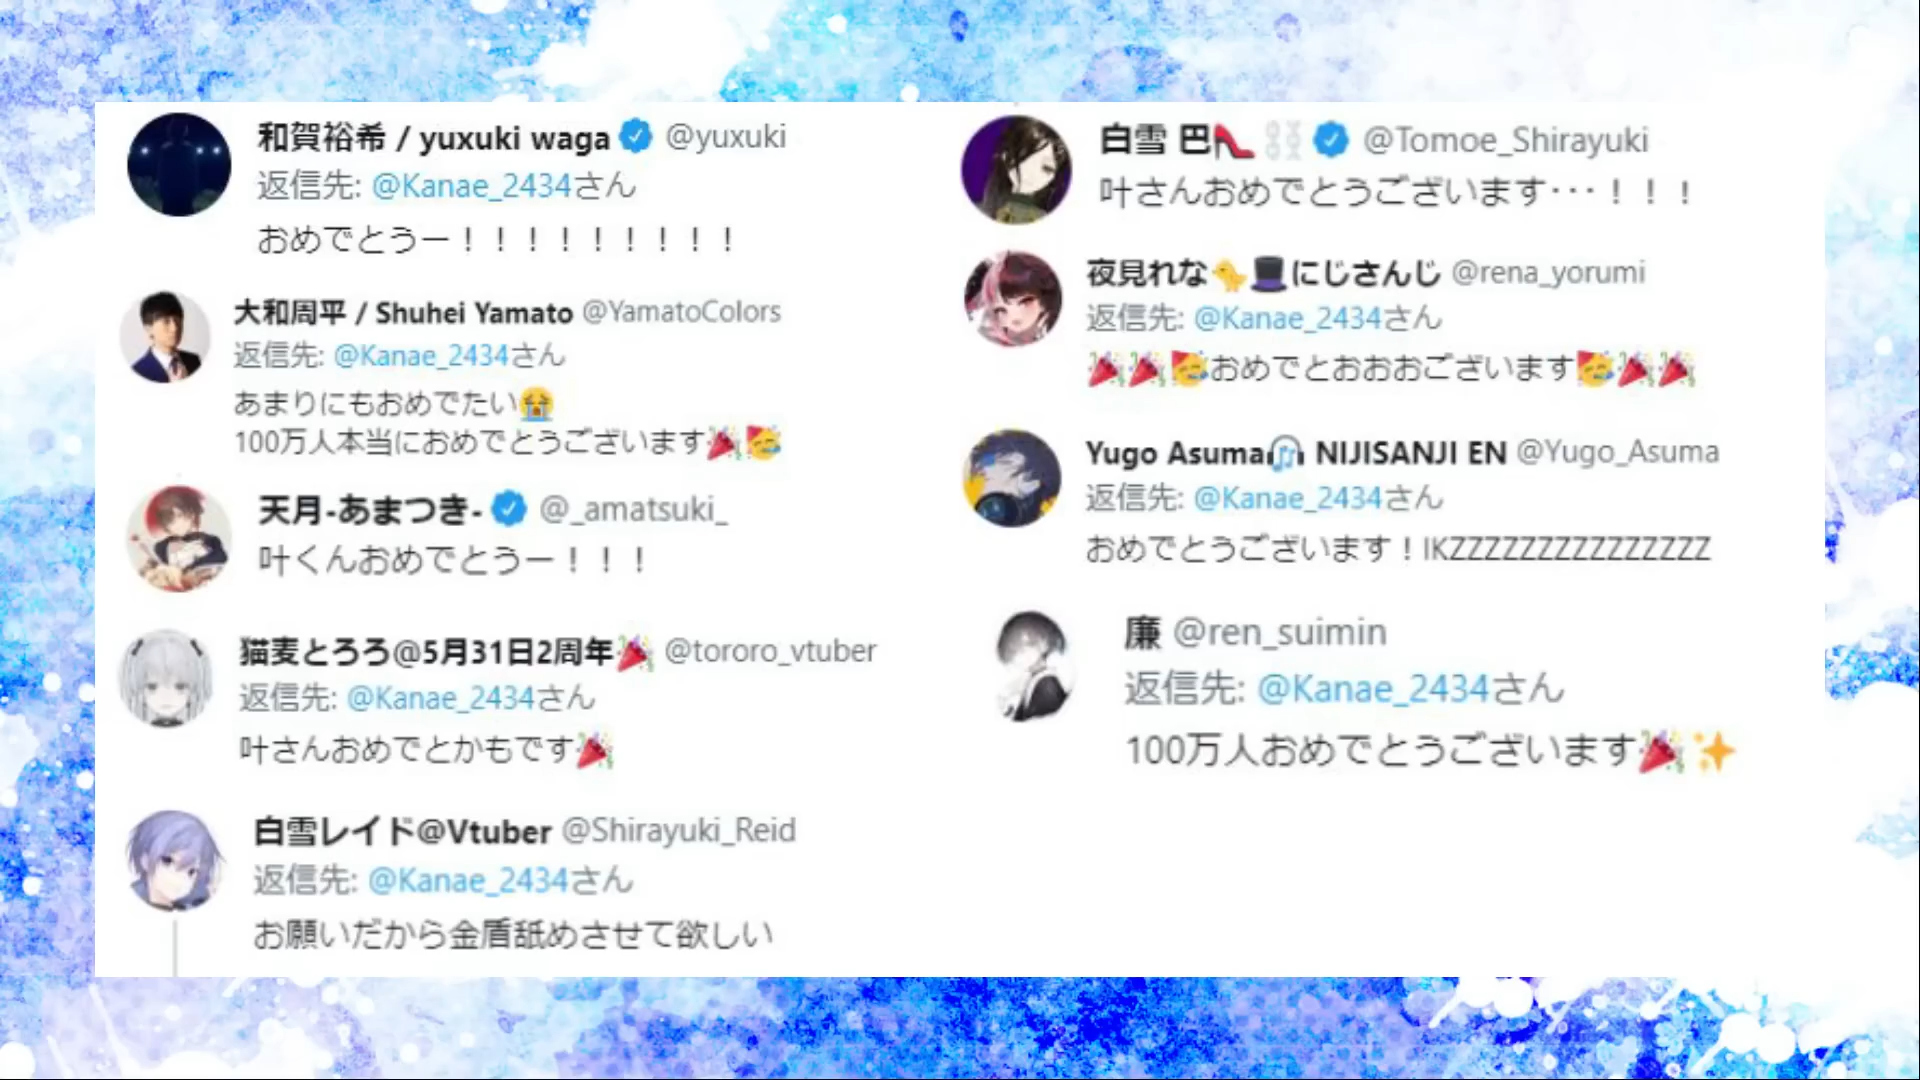 和賀裕希 / yuxuki waga @yuxuki
返信先: @Kanae_2434さん
おめでとうー！！！！！！！！！
大和周平 / Shuhei Yamato @YamatoColors
返信先: @Kanae_2434さん
あまりにもおめでたい😭
100万人本当におめでとうございます🎉🥳
天月-あまつき- @_amatsuki_
叶くんおめでとうー！！！
猫麦とろろ@5月31日2周年🎉 @tororo_vtuber
返信先: @Kanae_2434さん
叶さんおめでとかもです🎉
白雪レイド@Vtuber @Shirayuki_Reid
返信先: @Kanae_2434さん
お願いだから金盾舐めさせて欲しい
白雪 巴👠⛓ @Tomoe_Shirayuki
叶さんおめでとうございます･･･！！！
夜見れな🐤🎩にじさんじ @rena_yorumi
返信先: @Kanae_2434さん
🎉🎉🥳おめでとおおおございます🥳🎉🎉
Yugo Asuma🎧 NIJISANJI EN @Yugo_Asuma
返信先: @Kanae_2434さん
おめでとうございます！IKZZZZZZZZZZZZZZZ
廉 @ren_suimin
返信先: @Kanae_2434さん
100万人おめでとうございます🎉✨